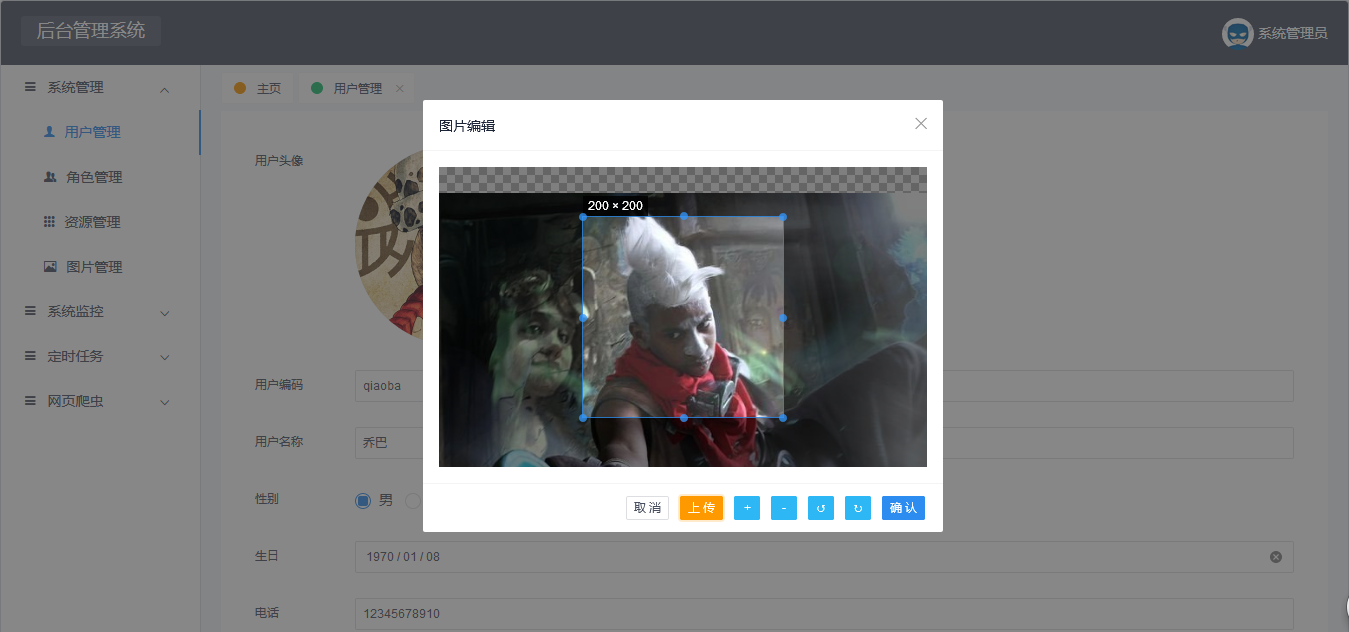 后台管理系统
系统管理员
系统管理
用户管理
角色管理
资源管理
图片管理
系统监控
定时任务
网页爬虫
主页
用户管理
图片编辑
200 × 200
取消
上传
+
-
↺
↻
确认
用户头像
用户编码
qiaoba
用户名称
乔巴
性别
男
生日
1970 / 01 / 08
电话
12345678910